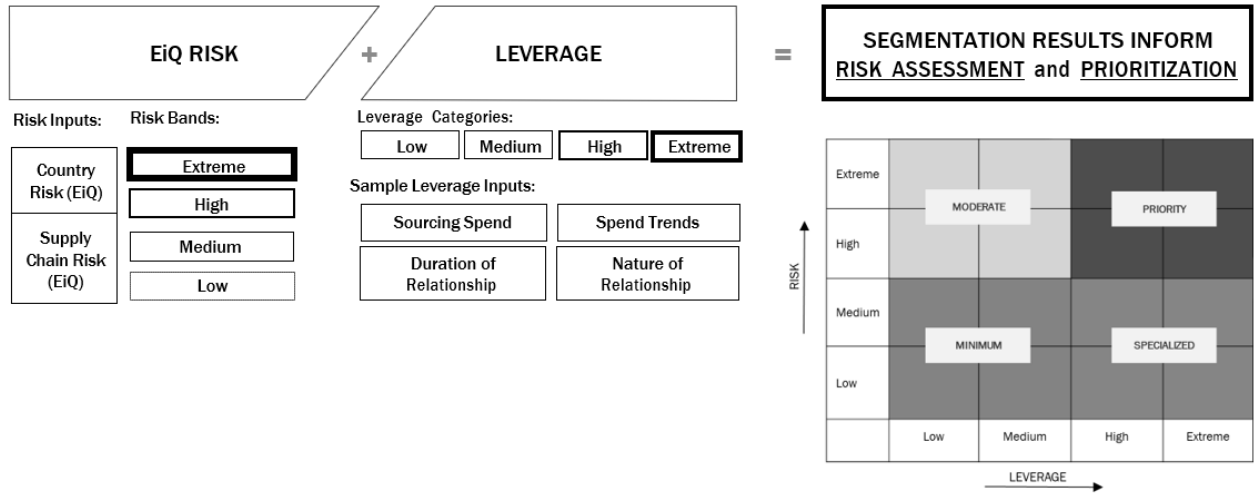 EiQ RISK
+
LEVERAGE
=
SEGMENTATION RESULTS INFORM
RISK ASSESSMENT and PRIORITIZATION
Risk Inputs:
Risk Bands:
Country
Risk (EiQ)
Supply
Chain Risk
(EiQ)
Extreme
High
Medium
Low
Leverage Categories:
Low
Medium
High
Extreme
Sample Leverage Inputs:
Sourcing Spend
Spend Trends
Duration of
Relationship
Nature of
Relationship
RISK
Extreme
High
Medium
Low
MODERATE
PRIORITY
MINIMUM
SPECIALIZED
Low
Medium
High
Extreme
LEVERAGE